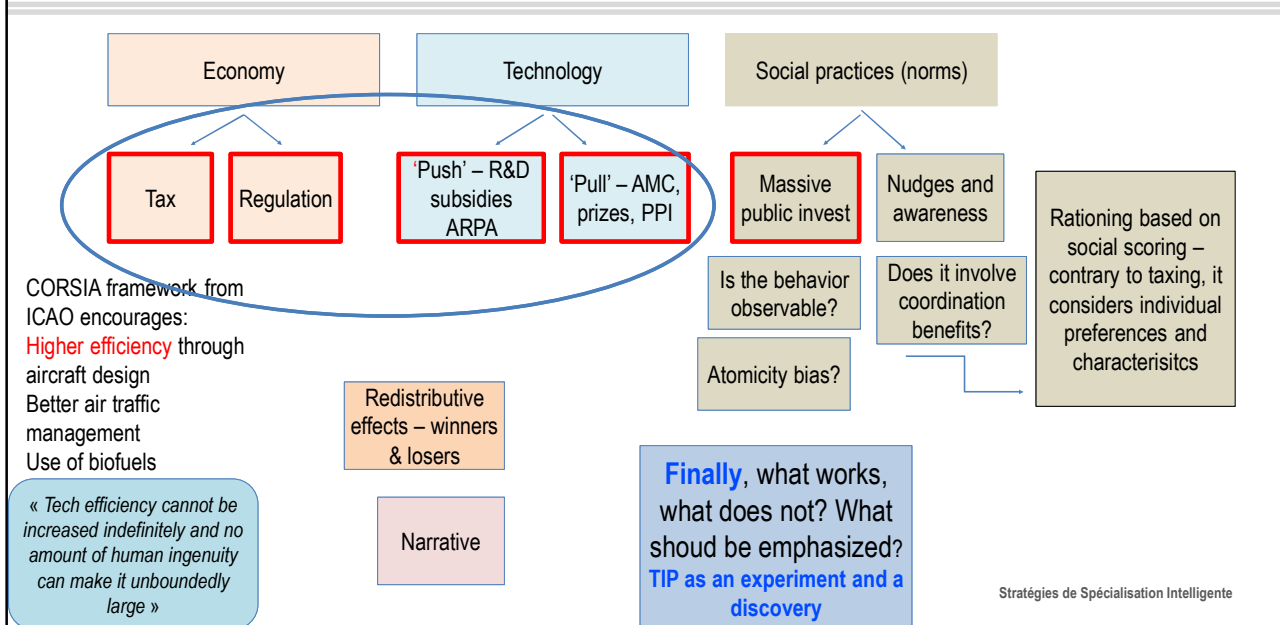 Economy
Technology
Social practices (norms)
Tax
Regulation
'Push' – R&D
subsidies
ARPA
'Pull' – AMC,
prizes, PPI
Massive
public invest
Nudges and
awareness
Rationing based on
social scoring –
contrary to taxing, it
considers individual
preferences and
characterisitcs
Is the behavior
observable?
Does it involve
coordination
benefits?
Atomicity bias?
CORSIA framework from
ICAO encourages:
Higher efficiency through
aircraft design
Better air traffic
management
Use of biofuels
« Tech efficiency cannot be
increased indefinitely and no
amount of human ingenuity
can make it unboundedly
large »
Redistributive
effects – winners
& losers
Narrative
Finally, what works,
what does not? What
shoud be emphasized?
TIP as an experiment and a
discovery
Stratégies de Spécialisation Intelligente